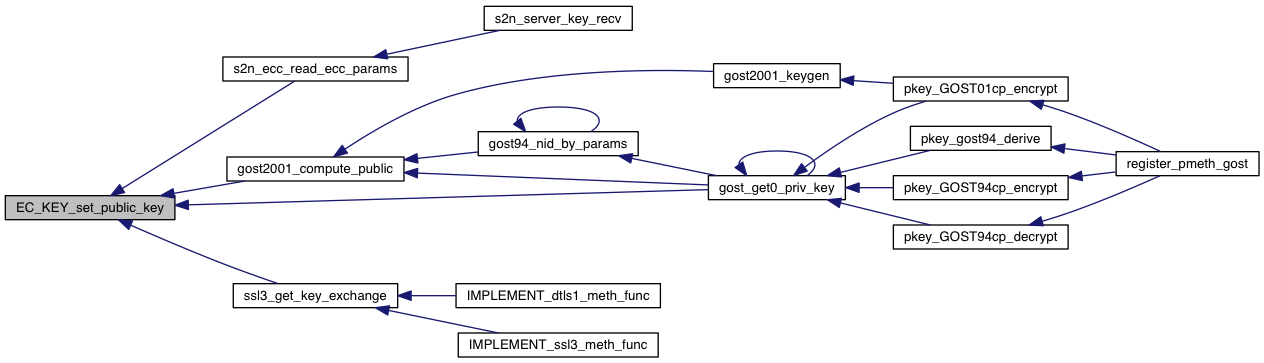 s2n_server_key_recv
s2n_ecc_read_ecc_params
gost2001_keygen
pkey_GOST01cp_encrypt
gost94_nid_by_params
pkey_gost94_derive
gost2001_compute_public
register_pmeth_gost
gost_get0_priv_key
pkey_GOST94cp_encrypt
EC_KEY_set_public_key
pkey_GOST94cp_decrypt
ssl3_get_key_exchange
IMPLEMENT_dtls1_meth_func
IMPLEMENT_ssl3_meth_func